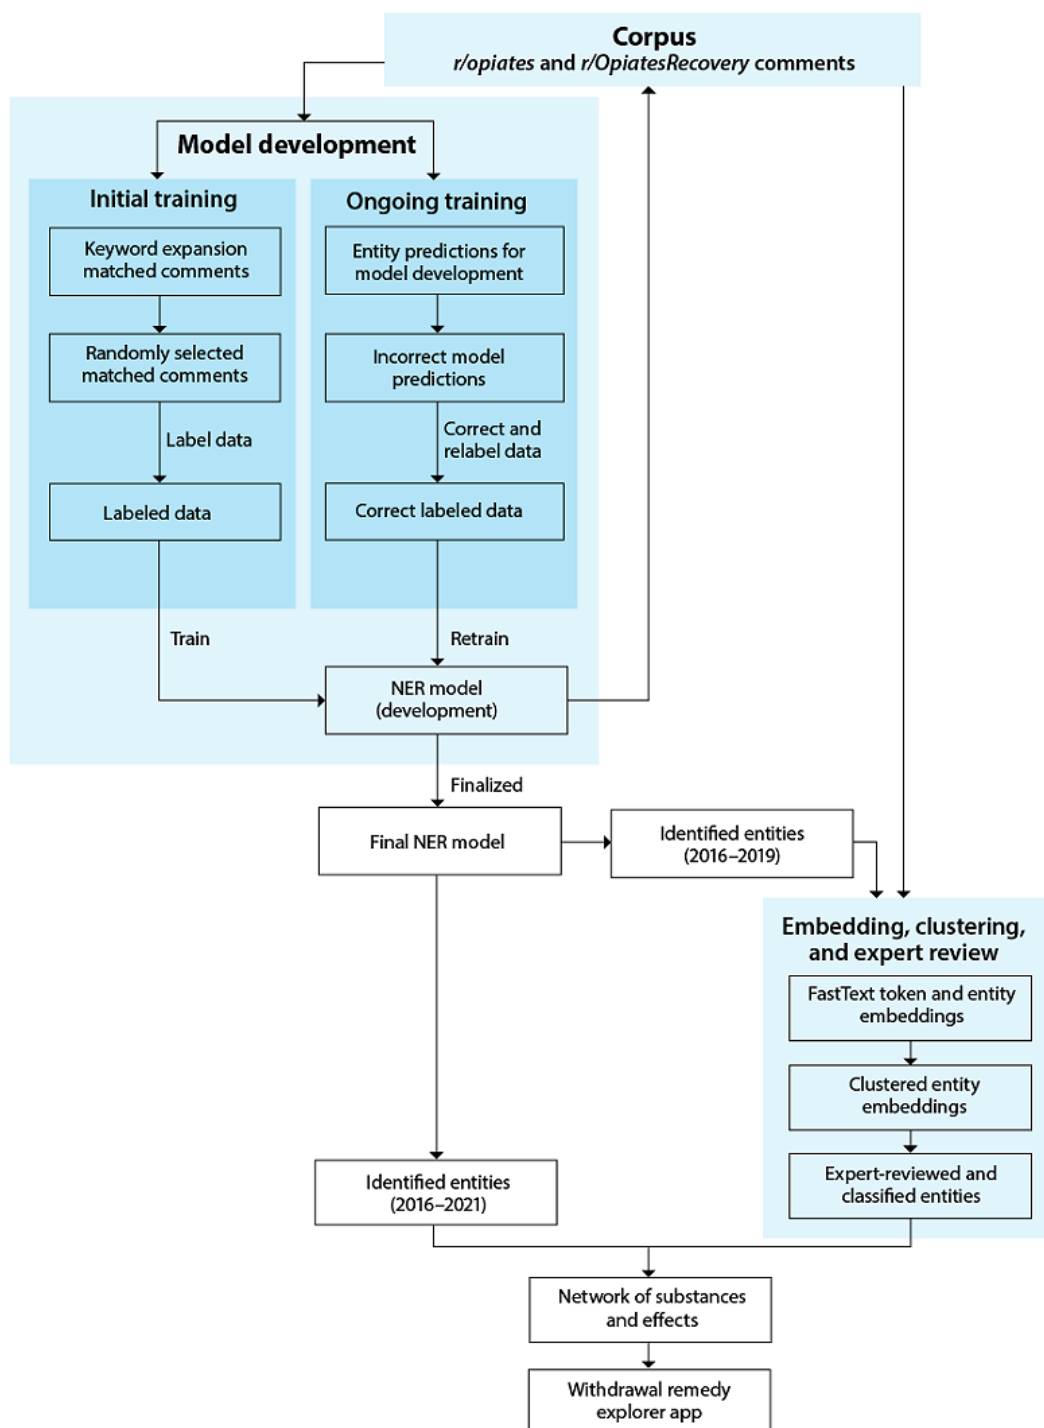 Corpus
r/opiates and r/OpiatesRecovery comments
Model development
Initial training
Keyword expansion
matched comments
Randomly selected
matched comments
Label data
Labeled data
Train
Ongoing training
Entity predictions for
model development
Incorrect model
predictions
Correct and
relabel data
Correct labeled data
Retrain
NER model
(development)
Finalized
Final NER model
Identified entities
(2016–2019)
Embedding, clustering,
and expert review
FastText token and entity
embeddings
Clustered entity
embeddings
Expert-reviewed and
classified entities
Identified entities
(2016–2021)
Network of substances
and effects
Withdrawal remedy
explorer app